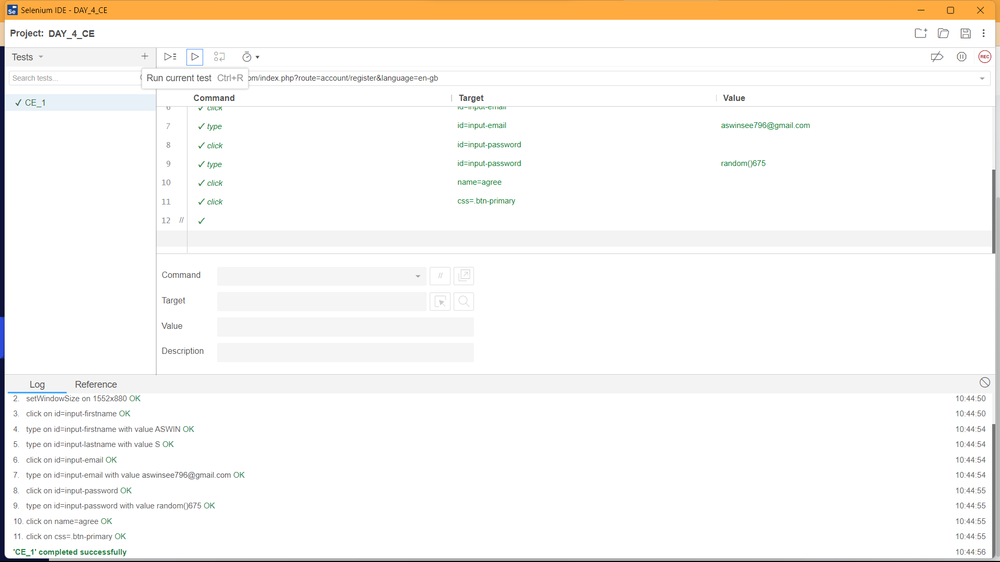 Selenium IDE - DAY_4_CE
Project: DAY_4_CE
Tests
REC
Search tests...
Run current test Ctrl+R
om/index.php?route=account/register&language=en-gb
CE_1
Command Target Value
6 click id=input-email
7 type id=input-email aswinsee796@gmail.com
8 click id=input-password
9 type id=input-password random()675
10 click name=agree
11 click css=.btn-primary
12 //
Command //
Target
Value
Description
Log Reference
2. setWindowSize on 1552x880 OK 10:44:50
3. click on id=input-firstname OK 10:44:50
4. type on id=input-firstname with value ASWIN OK 10:44:54
5. type on id=input-lastname with value S OK 10:44:54
6. click on id=input-email OK 10:44:54
7. type on id=input-email with value aswinsee796@gmail.com OK 10:44:54
8. click on id=input-password OK 10:44:55
9. type on id=input-password with value random()675 OK 10:44:55
10. click on name=agree OK 10:44:55
11. click on css=.btn-primary OK 10:44:55
'CE_1' completed successfully 10:44:56